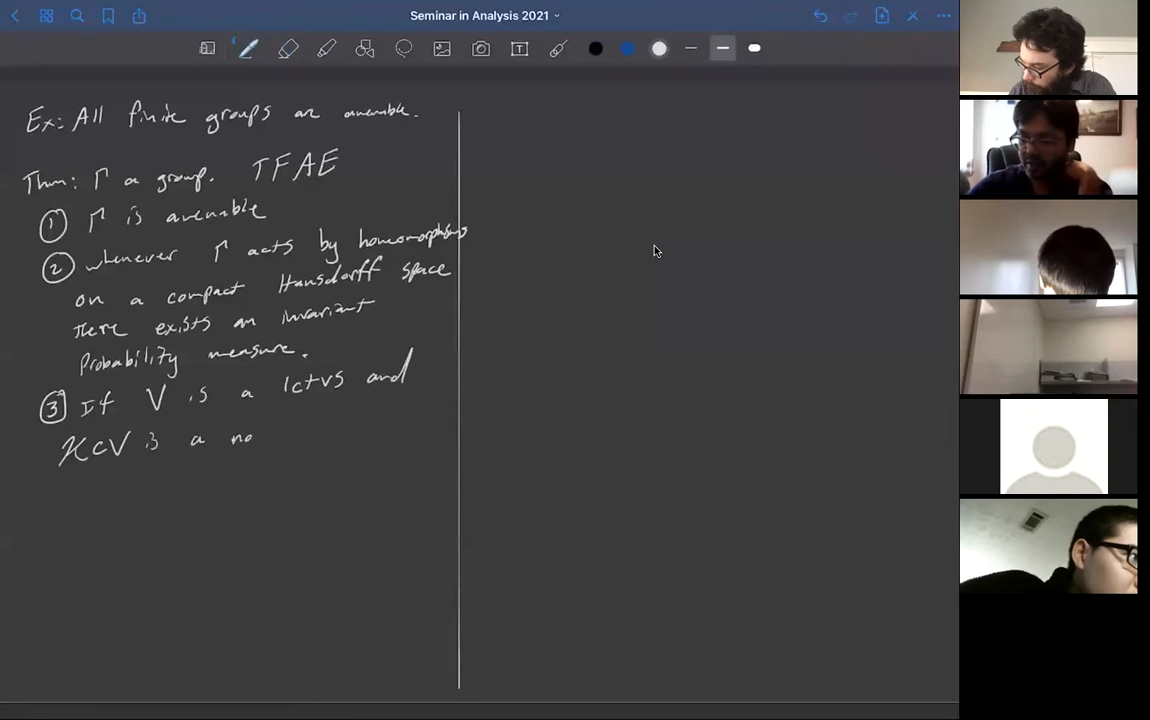 Seminar in Analysis 2021
Ex: All finite groups are amenable.
Thm: Γ a group. TFAE
① Γ is amenable
② whenever Γ acts by homeomorphisms
on a compact Hausdorff space
there exists an invariant
probability measure.
③ If V is a lctvs and
K⊂V is a no